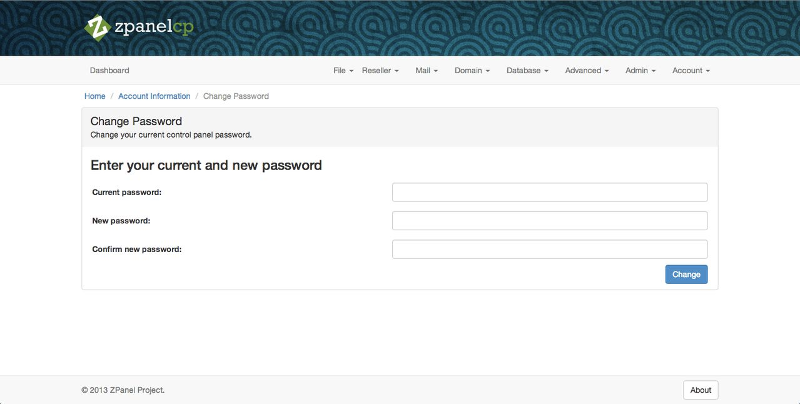 zpanelcp
Dashboard File Reseller Mail Domain Database Advanced Admin Account
Home / Account Information / Change Password
Change Password
Change your current control panel password.
Enter your current and new password
Current password:
New password:
Confirm new password:
Change
© 2013 ZPanel Project. About